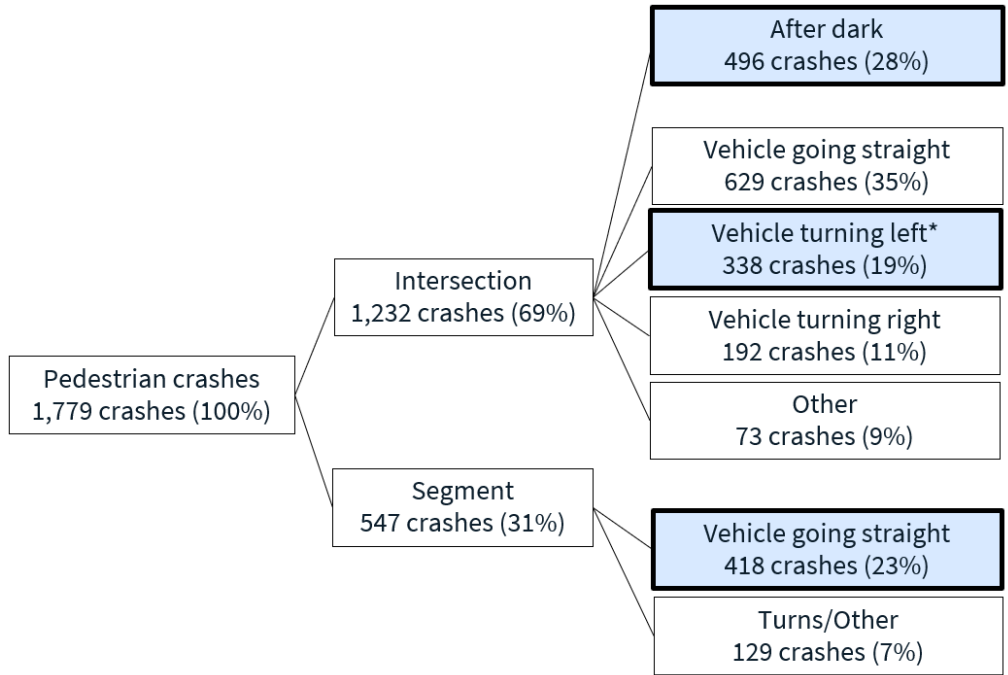 Pedestrian crashes
1,779 crashes (100%)
Intersection
1,232 crashes (69%)
Segment
547 crashes (31%)
After dark
496 crashes (28%)
Vehicle going straight
629 crashes (35%)
Vehicle turning left*
338 crashes (19%)
Vehicle turning right
192 crashes (11%)
Other
73 crashes (9%)
Vehicle going straight
418 crashes (23%)
Turns/Other
129 crashes (7%)